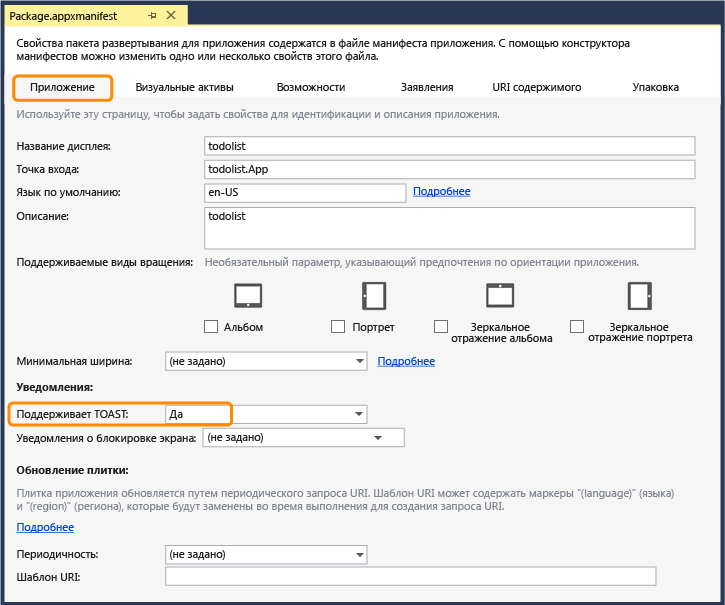 Package.appxmanifest
Свойства пакета развертывания для приложения содержатся в файле манифеста приложения. С помощью конструктора
манифестов можно изменить одно или несколько свойств этого файла.
Приложение Визуальные активы Возможности Заявления URI содержимого Упаковка
Используйте эту страницу, чтобы задать свойства для идентификации и описания приложения.
Название дисплея: todolist
Точка входа: todolist.App
Язык по умолчанию: en-US Подробнее
Описание: todolist
Поддерживаемые виды вращения: Необязательный параметр, указывающий предпочтения по ориентации приложения.
Альбом Портрет Зеркальное отражение альбома Зеркальное отражение портрета
Минимальная ширина: (не задано) Подробнее
Уведомления:
Поддерживает TOAST: Да
Уведомления о блокировке экрана: (не задано)
Обновление плитки:
Плитка приложения обновляется путем периодического запроса URI. Шаблон URI может содержать маркеры "(language)" (языка)
и "(region)" (региона), которые будут заменены во время выполнения для создания запроса URI.
Подробнее
Периодичность: (не задано)
Шаблон URI: